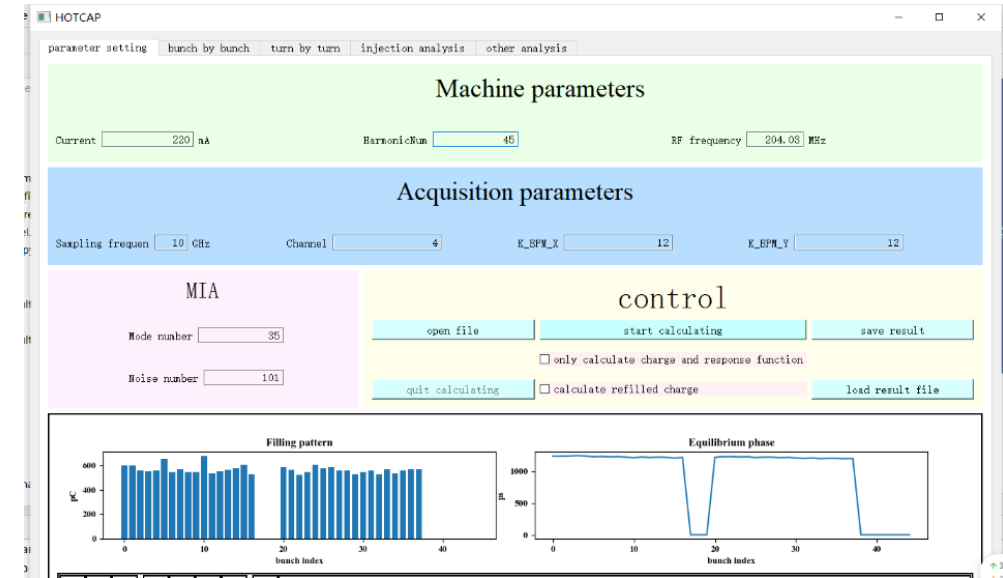 HOTCAP
parameter setting bunch by bunch turn by turn injection analysis other analysis
Machine parameters
Current 220 mA HarmonicNum 45 RF frequency 204.03 MHz
Acquisition parameters
Sampling frequen 10 GHz Channel 4 K_BPM_X 12 K_BPM_Y 12
MIA
Mode number 35
Noise number 101
control
open file start calculating save result
only calculate charge and response function
quit calculating calculate refilled charge load result file
Filling pattern
pC
600
400
200
0
0 10 20 30 40
bunch index
Equilibrium phase
ps
1000
500
0
0 10 20 30 40
bunch index